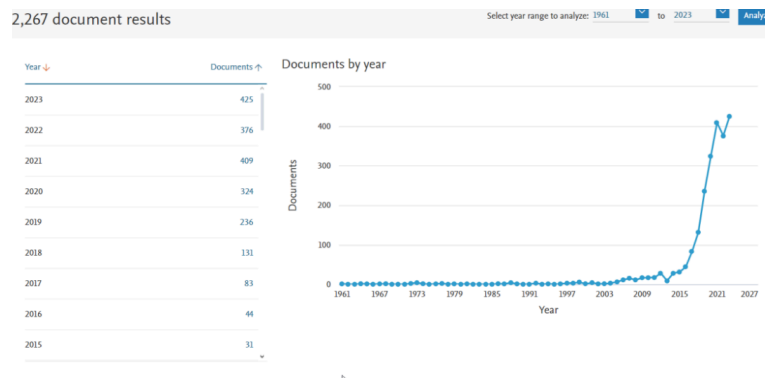 2,267 document results
Select year range to analyze: 1961 to 2023
Year Documents
2023 425
2022 376
2021 409
2020 324
2019 236
2018 131
2017 83
2016 44
2015 31
Documents by year
500
400
300
200
100
0
Documents
1961 1967 1973 1979 1985 1991 1997 2003 2009 2015 2021 2027
Year